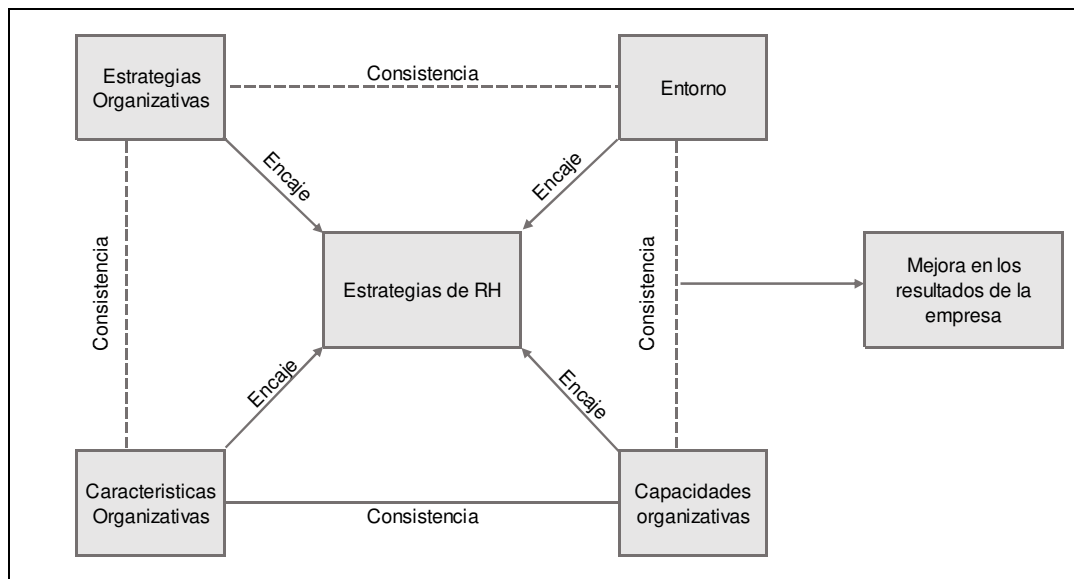 Estrategias
Organizativas
Consistencia
Entorno
Encaje
Encaje
Consistencia
Estrategias de RH
Consistencia
Mejora en los
resultados de la
empresa
Encaje
Encaje
Caracteristicas
Organizativas
Consistencia
Capacidades
organizativas